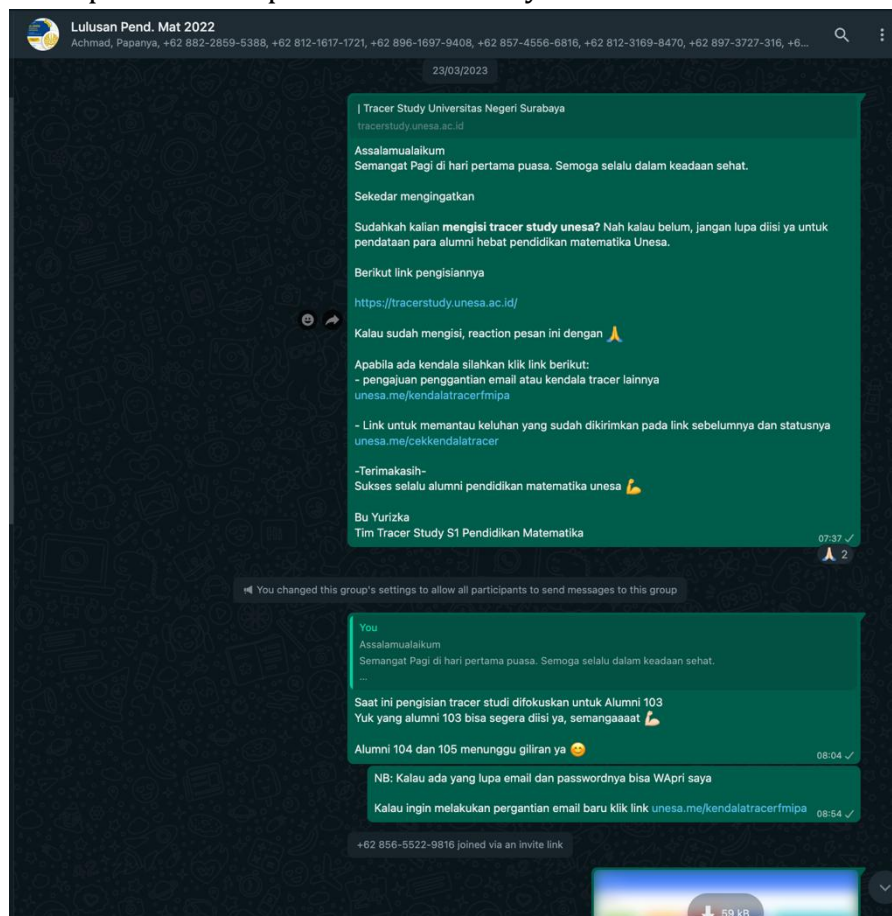 Lulusan Pend. Mat 2022
Achmad, Papanya, +62 882-2859-5388, +62 812-1617-1721, +62 896-1697-9408, +62 857-4556-6816, +62 812-3169-8470, +62 897-3727-316, +6...
23/03/2023
| Tracer Study Universitas Negeri Surabaya
tracerstudy.unesa.ac.id
Assalamualaikum
Semangat Pagi di hari pertama puasa. Semoga selalu dalam keadaan sehat.
Sekedar mengingatkan
Sudahkah kalian mengisi tracer study unesa? Nah kalau belum, jangan lupa diisi ya untuk
pendataan para alumni hebat pendidikan matematika Unesa.
Berikut link pengisiannya
https://tracerstudy.unesa.ac.id/
Kalau sudah mengisi, reaction pesan ini dengan 🙏
Apabila ada kendala silahkan klik link berikut:
- pengajuan penggantian email atau kendala tracer lainnya
unesa.me/kendalatracerfmipa
- Link untuk memantau keluhan yang sudah dikirimkan pada link sebelumnya dan statusnya
unesa.me/cekkendalatracer
-Terimakasih-
Sukses selalu alumni pendidikan matematika unesa 💪
Bu Yurizka
Tim Tracer Study S1 Pendidikan Matematika
07:37
🙏 2
You changed this group's settings to allow all participants to send messages to this group
You
Assalamualaikum
Semangat Pagi di hari pertama puasa. Semoga selalu dalam keadaan sehat.
...
Saat ini pengisian tracer studi difokuskan untuk Alumni 103
Yuk yang alumni 103 bisa segera diisi ya, semangaaaat 💪🏻
Alumni 104 dan 105 menunggu giliran ya 😊
08:04
NB: Kalau ada yang lupa email dan passwordnya bisa WApri saya
Kalau ingin melakukan pergantian email baru klik link unesa.me/kendalatracerfmipa
08:54
+62 856-5522-9816 joined via an invite link
59 kB